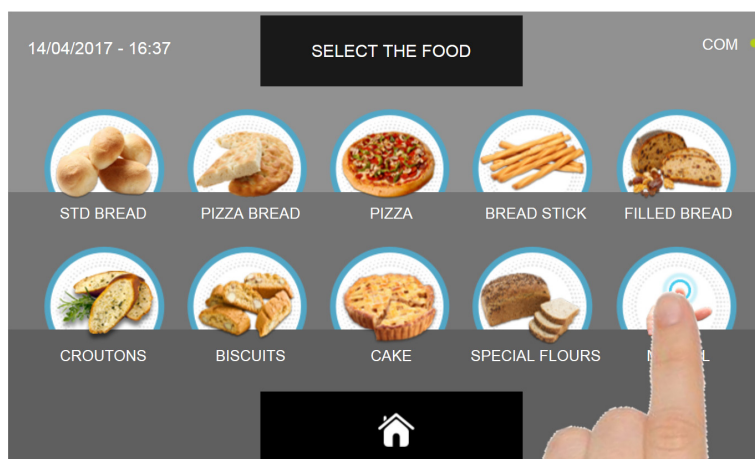 14/04/2017 - 16:37
SELECT THE FOOD
COM
STD BREAD
PIZZA BREAD
PIZZA
BREAD STICK
FILLED BREAD
CROUTONS
BISCUITS
CAKE
SPECIAL FLOURS